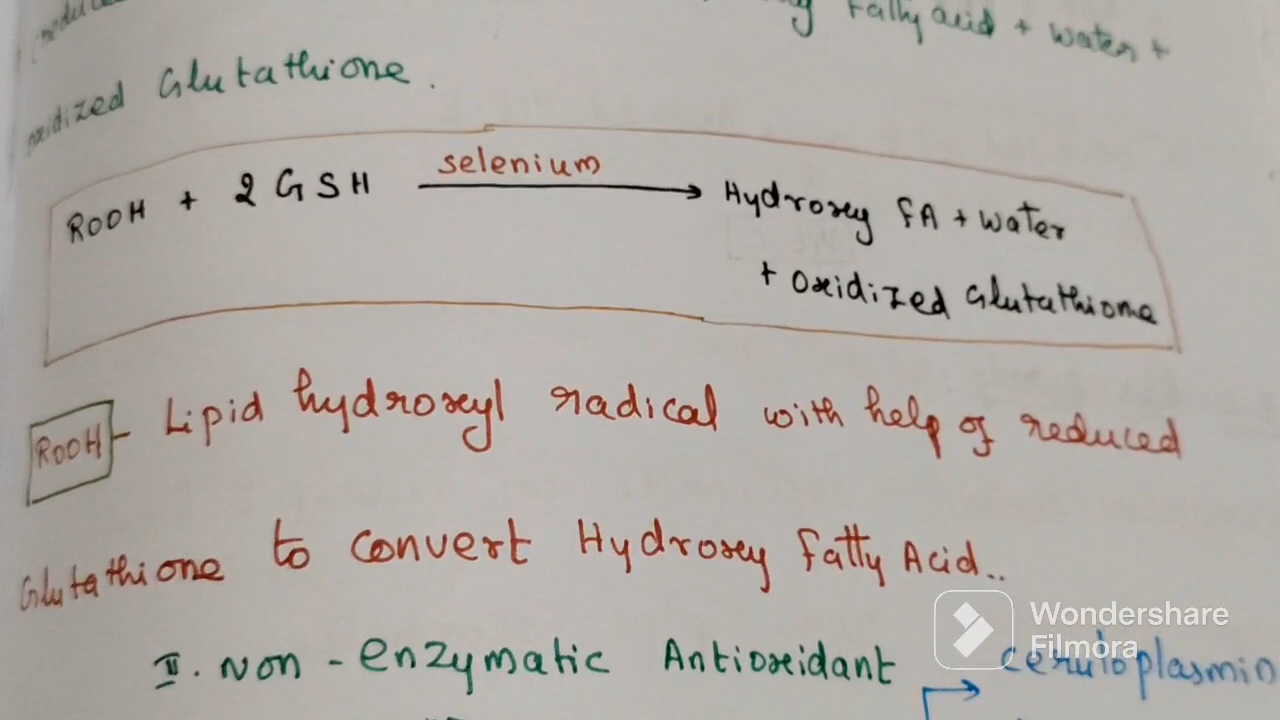 Fatty acid + water +
oxidized Glutathione.
selenium
ROOH + 2 GSH → Hydroxy FA + water
+ Oxidized Glutathione
ROOH - Lipid hydroxyl radical with help of reduced
Glutathione to convert Hydroxy Fatty Acid..
Wondershare
Filmora
II. Non-enzymatic Antioxidant ceruloplasmin